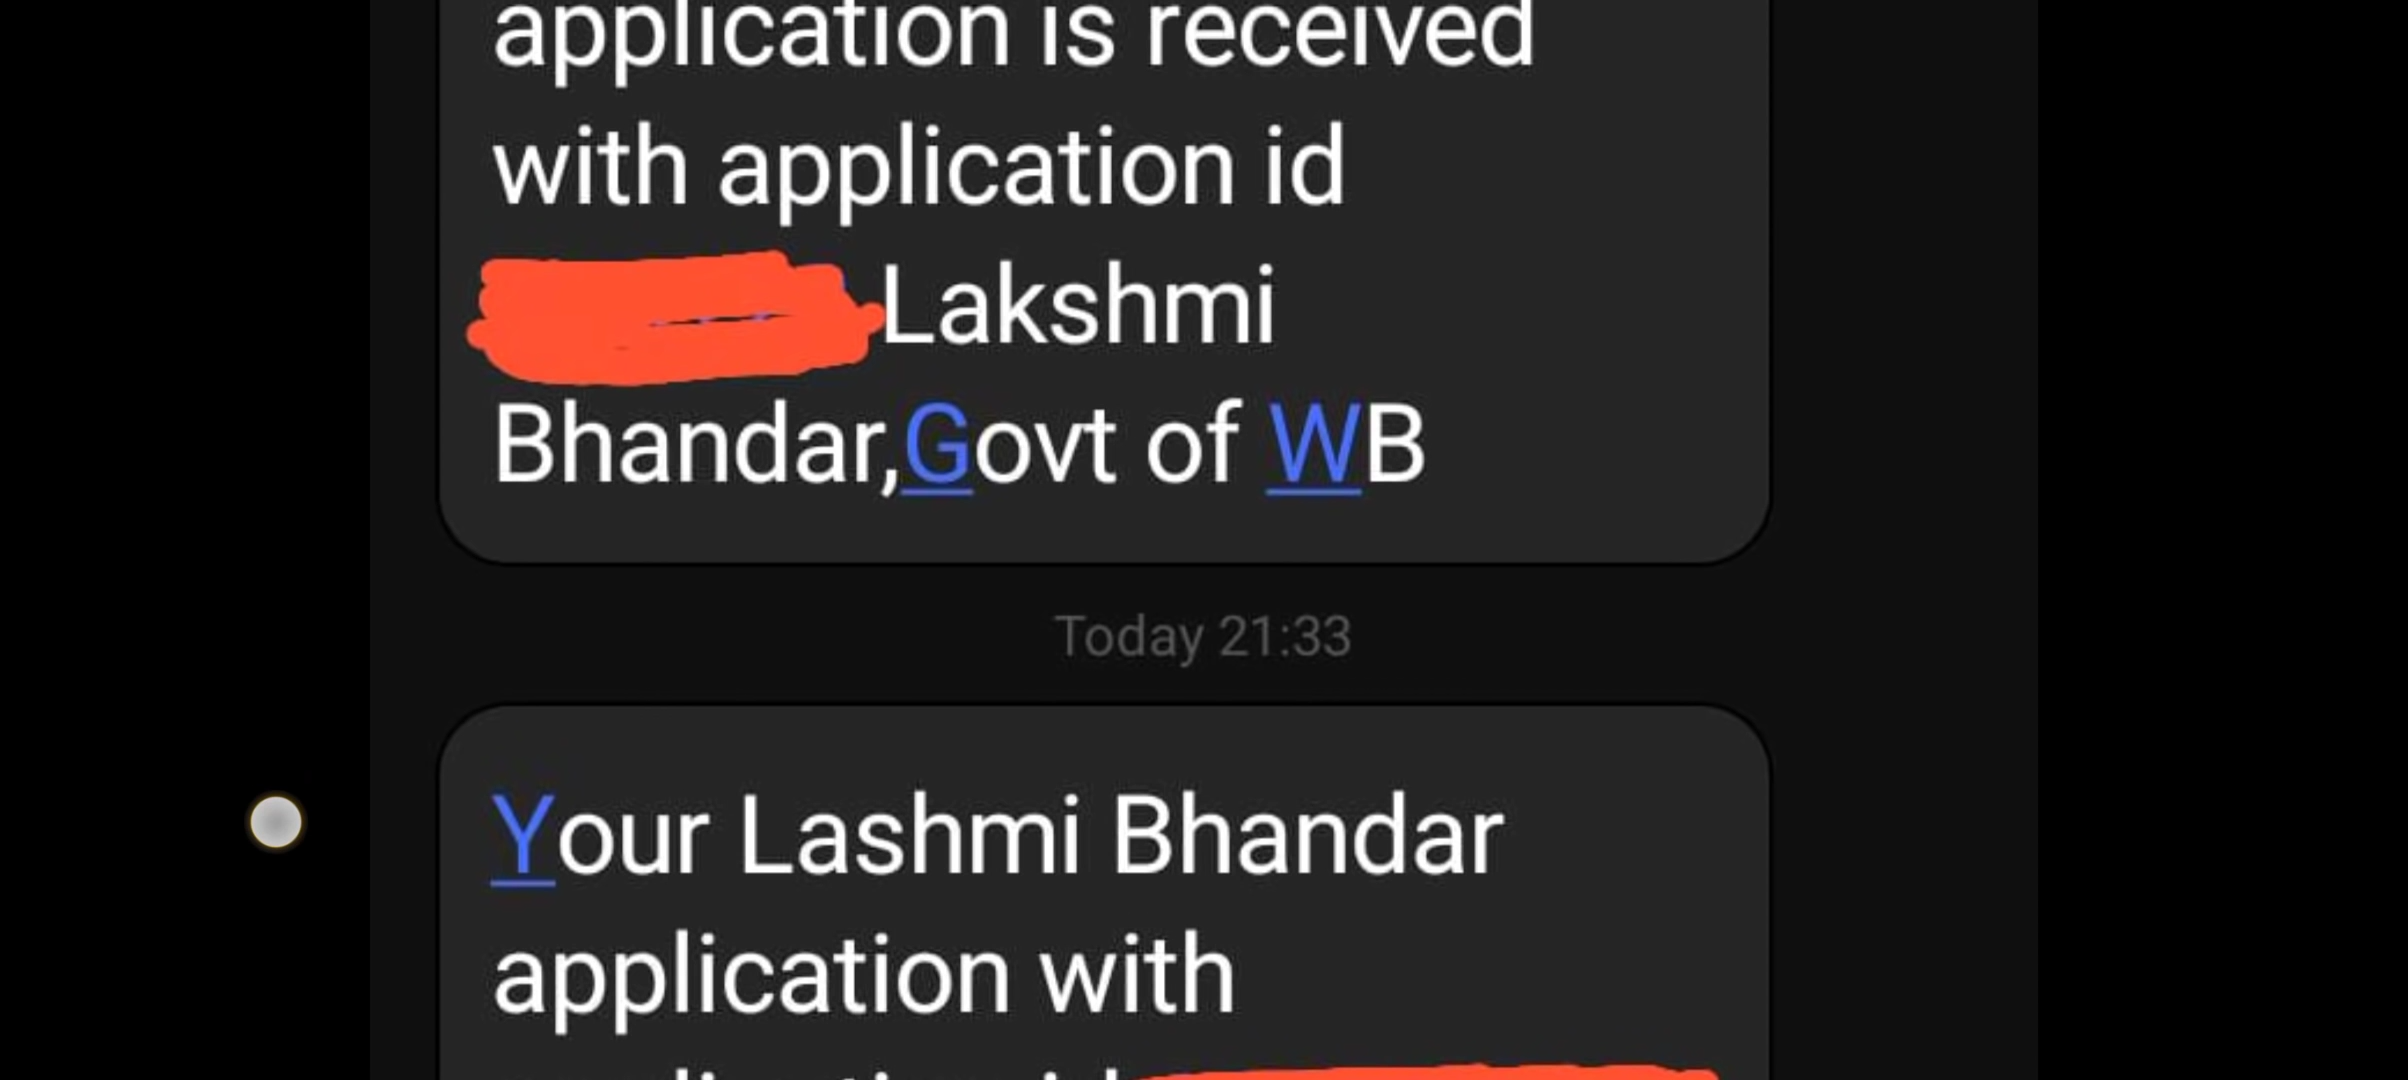 application is received
with application id
Lakshmi
Bhandar,Govt of WB
Today 21:33
Your Lashmi Bhandar
application with